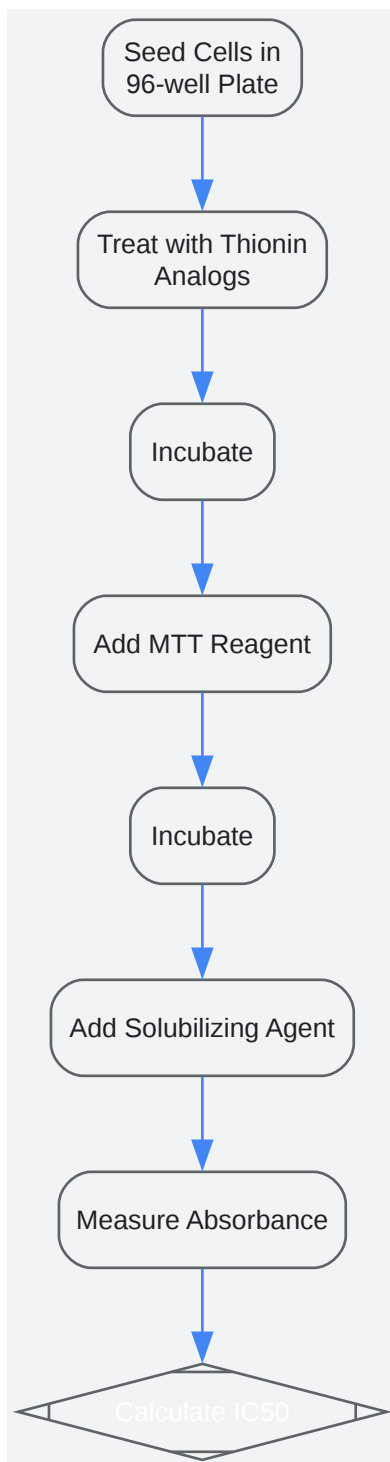 Seed Cells in
96-well Plate
Treat with Thionin
Analogs
Incubate
Add MTT Reagent
Incubate
Add Solubilizing Agent
Measure Absorbance
Calculate IC50